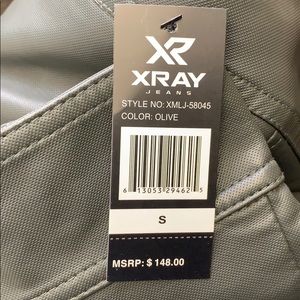 XR
XRAY
JEANS
STYLE NO: XMLJ-58045
COLOR: OLIVE
6 13053 29462 5
S
MSRP: $ 148.00